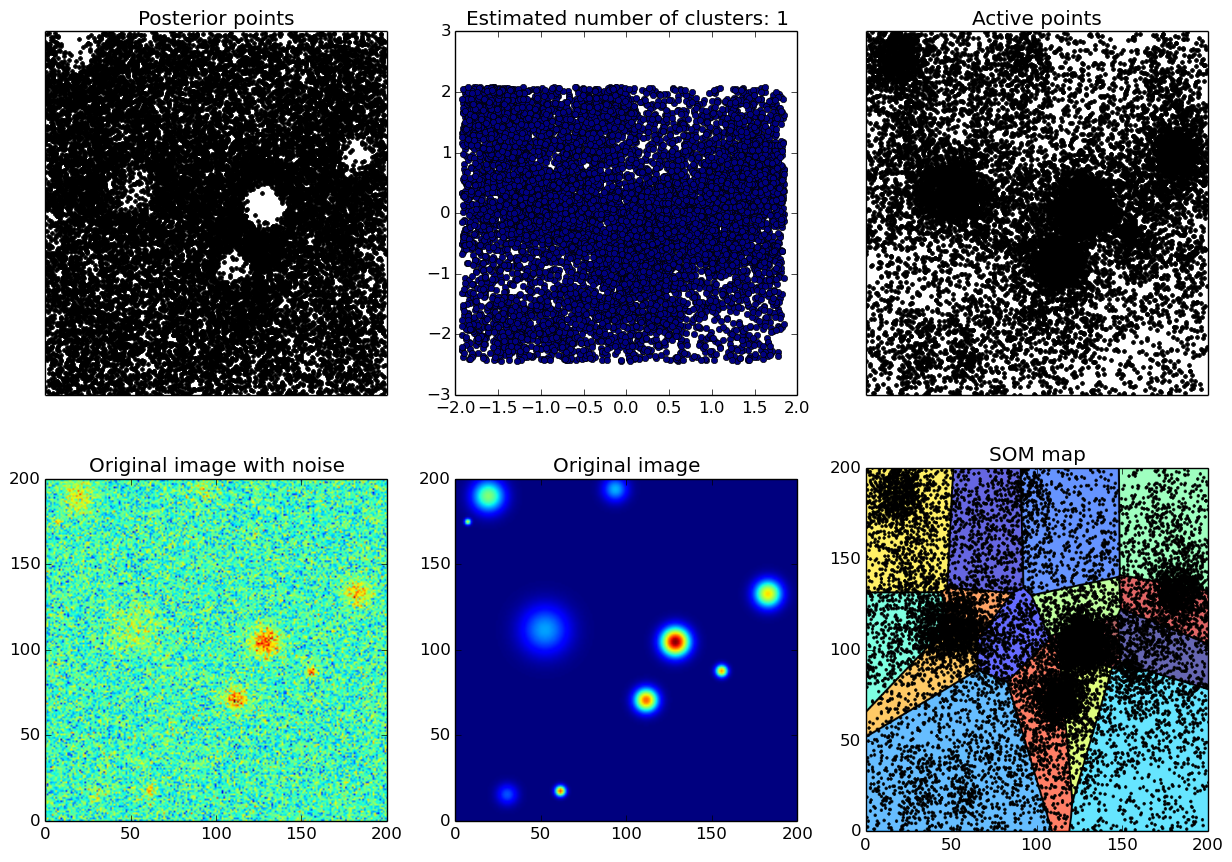 Posterior points
Estimated number of clusters: 1
Active points
3
2
1
0
−1
−2
−3
−2.0 −1.5 −1.0 −0.5 0.0 0.5 1.0 1.5 2.0
Original image with noise
Original image
SOM map
200
150
100
50
0
0 50 100 150 200
200
150
100
50
0
0 50 100 150 200
200
150
100
50
0
0 50 100 150 200